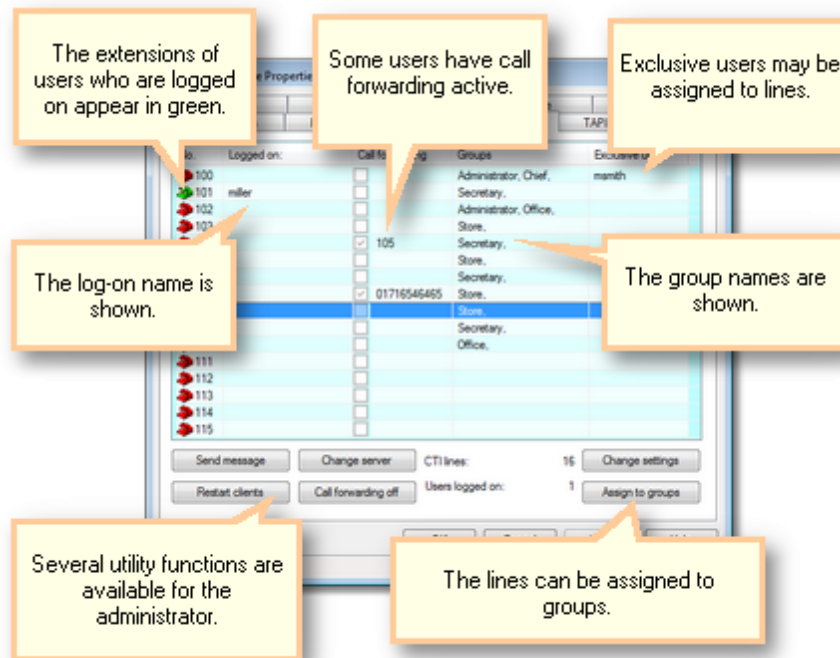 The extensions of
users who are logged
on appear in green.
Some users have call
forwarding active.
Exclusive users may be
assigned to lines.
TAPI
Logged on:
Groups
100 Administrator, Chief, msmith
101 miller Secretary,
102 Administrator, Office,
Store,
105 Secretary,
Store,
Secretary,
01716546465 Store,
Store,
Secretary,
Office,
The log-on name is
shown.
The group names are
shown.
111
112
113
114
115
Send message Change server CTI lines: 16 Change settings
Restart clients Call forwarding off Users logged on: 1 Assign to groups
Several utility functions are
available for the
administrator.
The lines can be assigned to
groups.